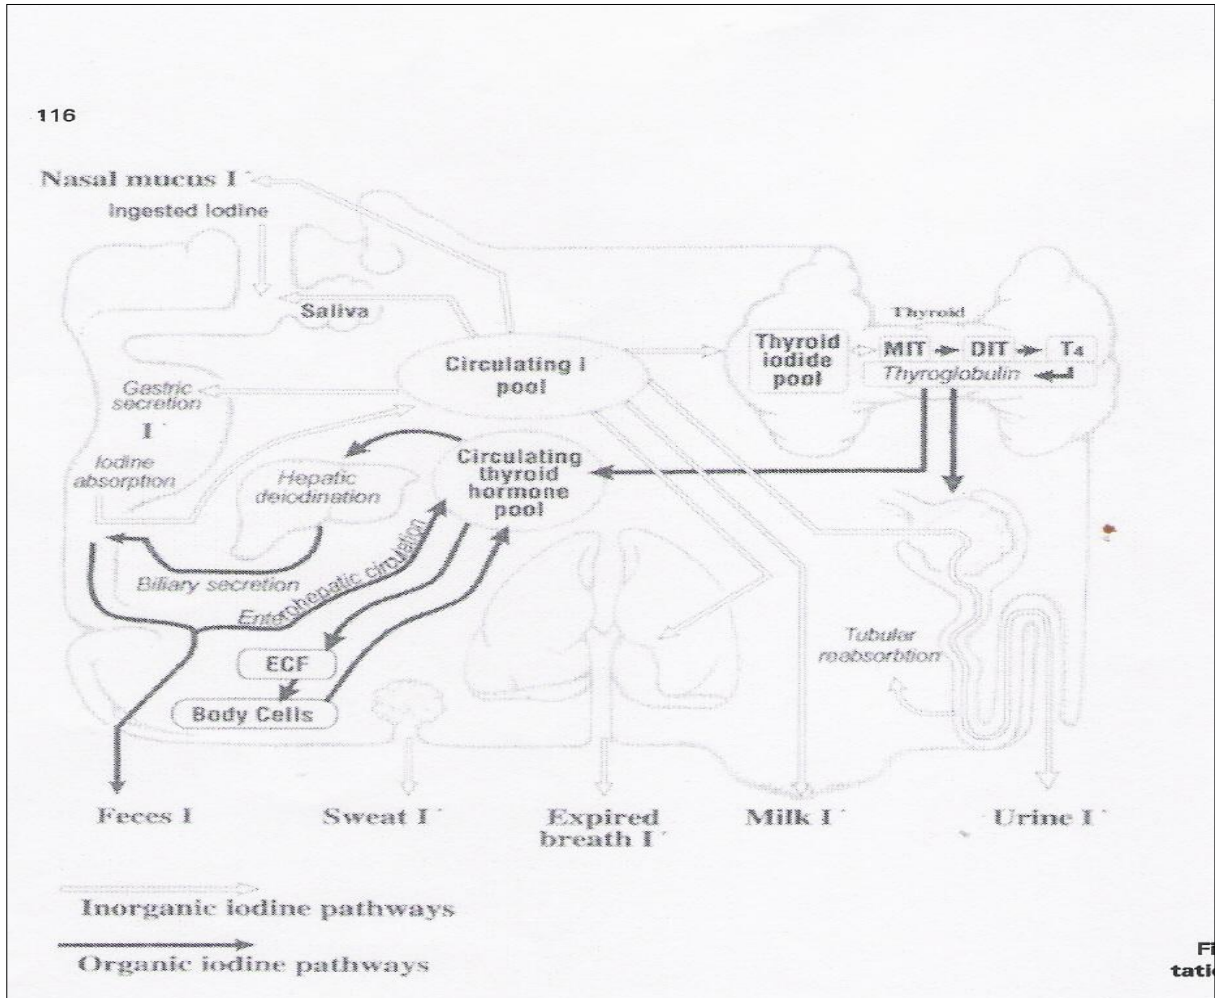 116
Nasal mucus I -
Ingested Iodine
Saliva
Circulating i
pool
Thyroid
Thyroid
iodide
pool
MIT
DIT
T4
Thyroglobulin
Gastric
secretion
I -
Iodine
absorption
Hepatic
deiodination
Circulating
thyroid
hormone
pool
Biliary secretion
Enterohepatic circulation
ECF
Body Cells
Tubular
reabsorbtion
Feces I
Sweat I -
Expired
breath I -
Milk I -
Urine I -
Inorganic iodine pathways
Organic iodine pathways